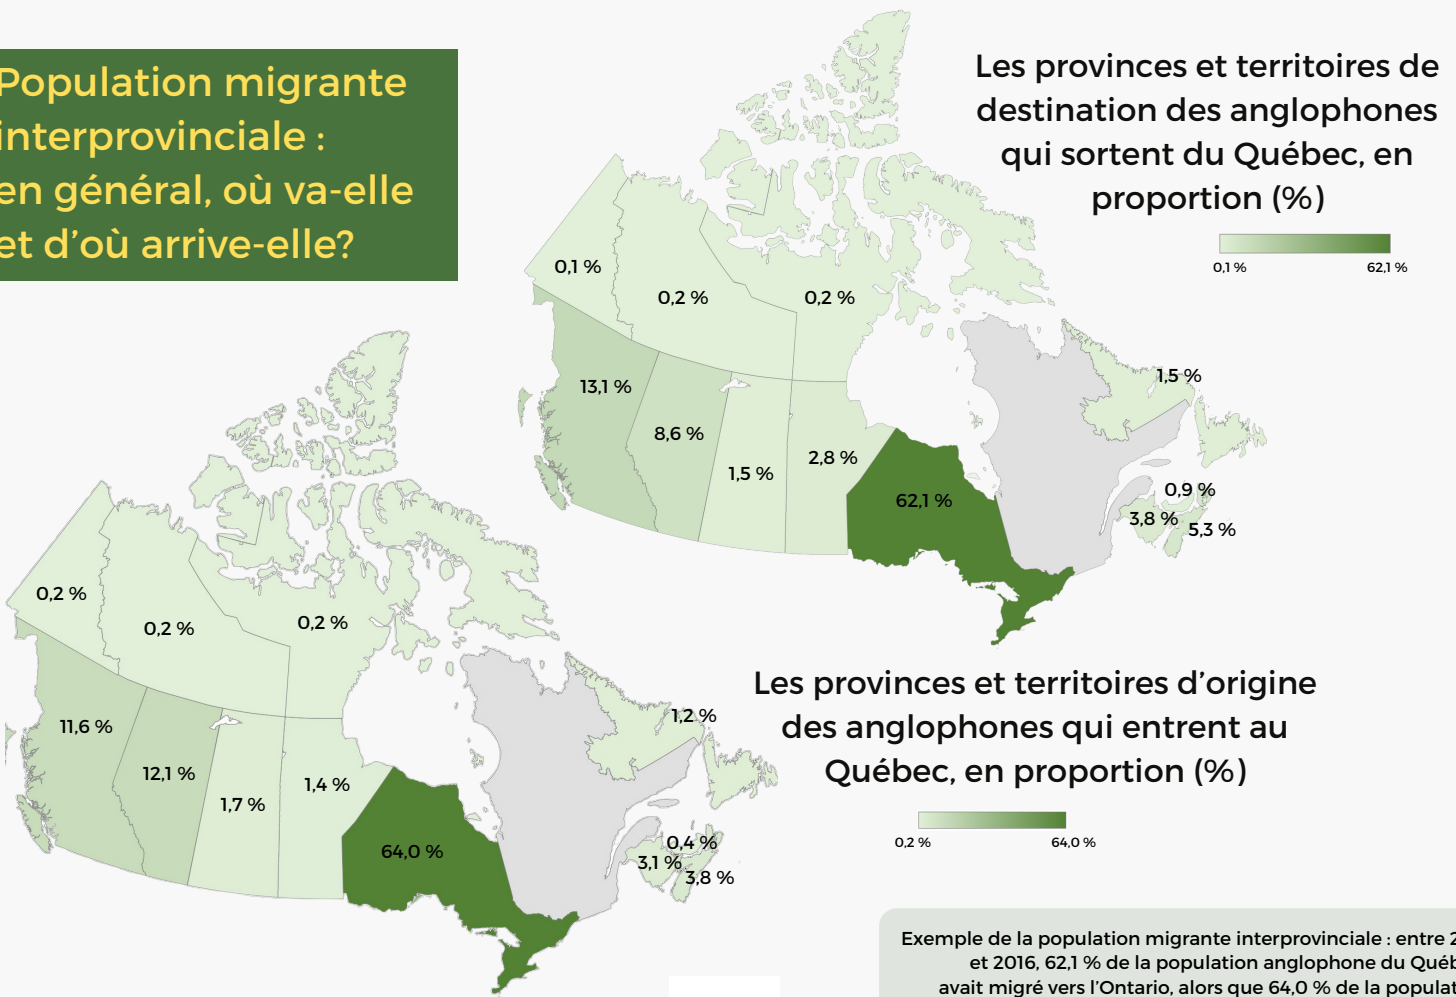 Population migrante
interprovinciale :
en général, où va-elle
et d'où arrive-elle?
Les provinces et territoires de
destination des anglophones
qui sortent du Québec, en
proportion (%)
0,1 %
62,1 %
0,1 %
0,2 %
0,2 %
13,1 %
8,6 %
1,5 %
2,8 %
62,1 %
1,5 %
0,9 %
3,8 %
5,3 %
Les provinces et territoires d'origine
des anglophones qui entrent au
Québec, en proportion (%)
0,2 %
64,0 %
0,2 %
0,2 %
0,2 %
11,6 %
12,1 %
1,7 %
1,4 %
64,0 %
1,2 %
0,4 %
3,1 %
3,8 %
Exemple de la population migrante interprovinciale : entre
et 2016, 62,1 % de la population anglophone du
avait migré vers l'Ontario, alors que 64,0 % de la